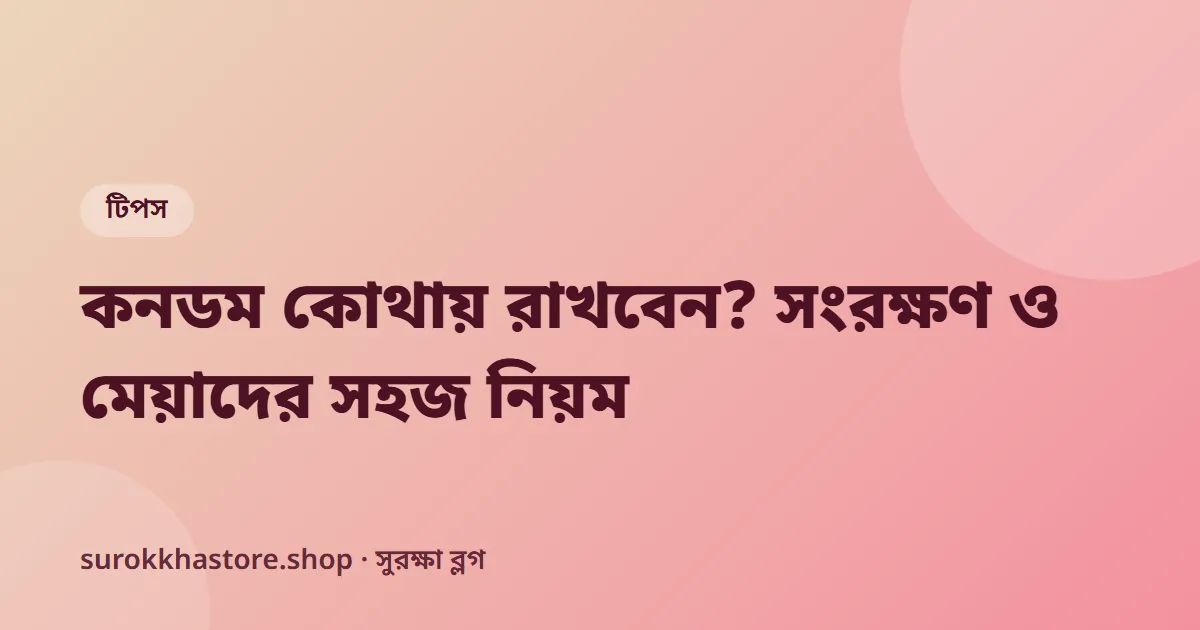 টিপস
কনডম কোথায় রাখবেন? সংরক্ষণ ও
মেয়াদের সহজ নিয়ম
surokkhastore.shop · সুরক্ষা ব্লগ